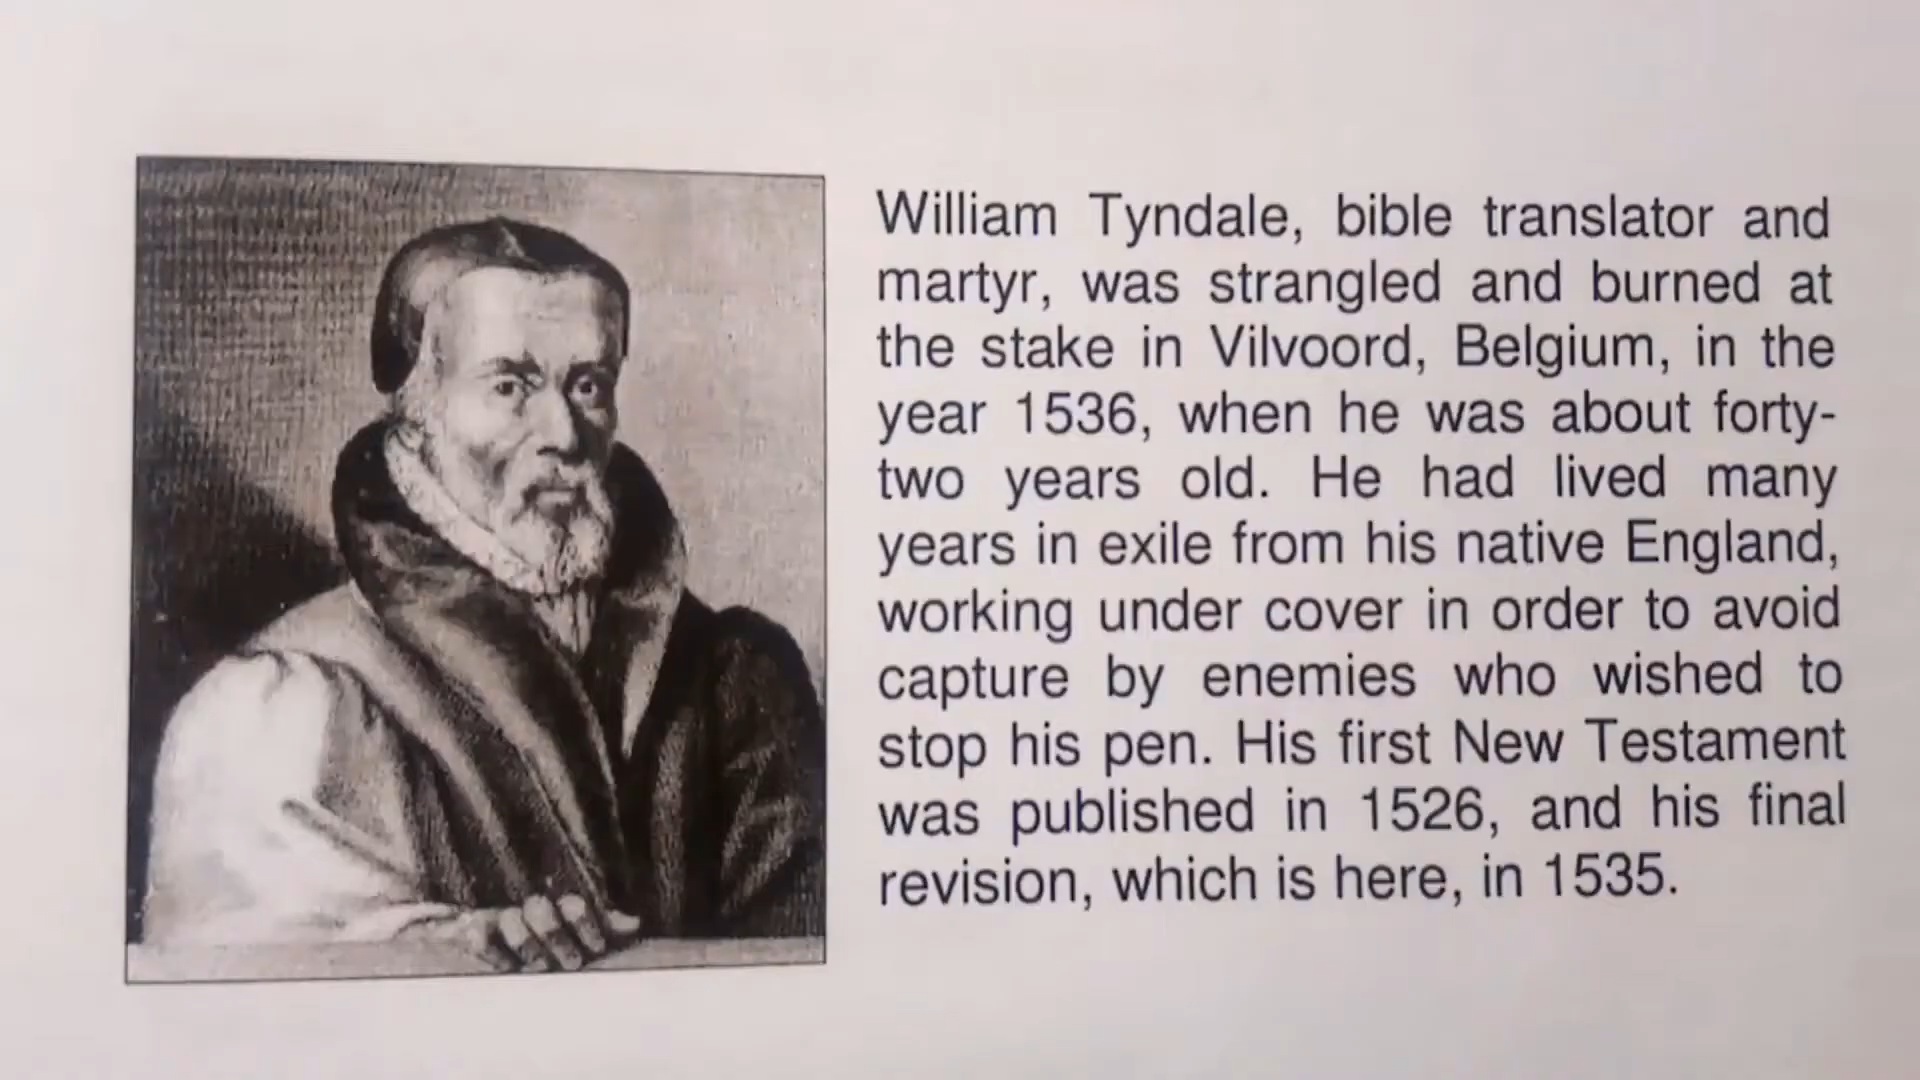 William Tyndale, bible translator and
martyr, was strangled and burned at
the stake in Vilvoord, Belgium, in the
year 1536, when he was about forty-
two years old. He had lived many
years in exile from his native England,
working under cover in order to avoid
capture by enemies who wished to
stop his pen. His first New Testament
was published in 1526, and his final
revision, which is here, in 1535.